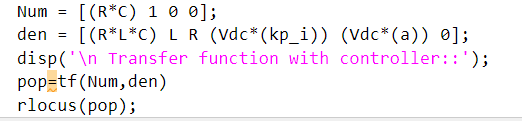 Num = [(R*C) 1 0 0];
den = [(R*L*C) L R (Vdc*(kp_i)) (Vdc*(a)) 0];
disp('\n Transfer function with controller::');
pop=tf(Num,den)
rlocus(pop);